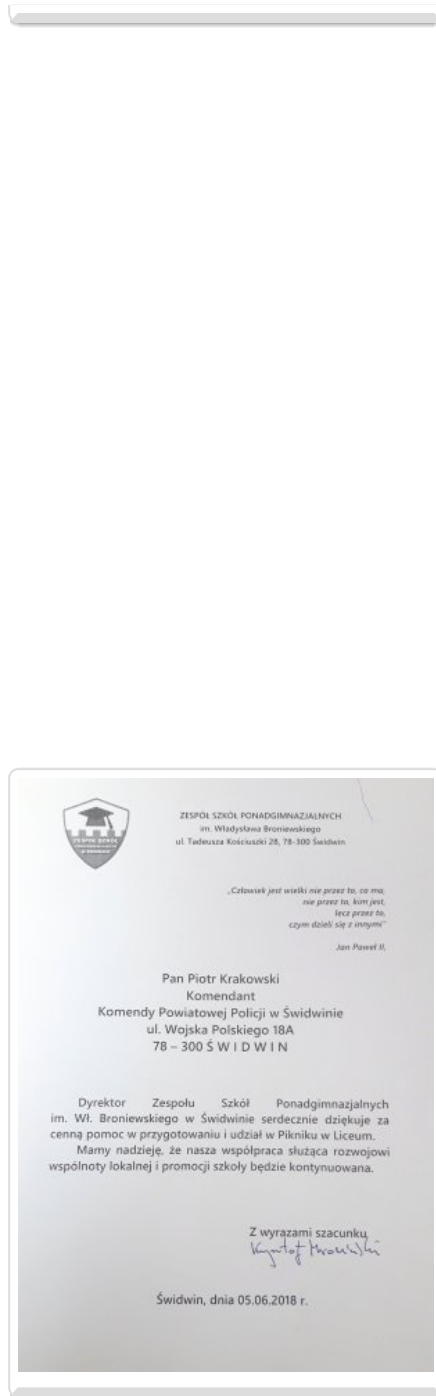 ZESPÓŁ SZKÓŁ PONADGIMNAZJALNYCH
im. Władysława Broniewskiego
ul. Tadeusza Kościuszki 28, 78-300 Świdwin
ZESPÓŁ SZKÓŁ
„Człowiek jest wielki nie przez to, co ma,
nie przez to, kim jest,
lecz przez to,
czym dzieli się z innymi"
Jan Paweł II,
Pan Piotr Krakowski
Komendant
Komendy Powiatowej Policji w Świdwinie
ul. Wojska Polskiego 18A
78 – 300 Ś W I D W I N
Dyrektor Zespołu Szkół Ponadgimnazjalnych
im. Wł. Broniewskiego w Świdwinie serdecznie dziękuje za
cenną pomoc w przygotowaniu i udział w Pikniku w Liceum.
Mamy nadzieję, że nasza współpraca służąca rozwojowi
wspólnoty lokalnej i promocji szkoły będzie kontynuowana.
Z wyrazami szacunku
Świdwin, dnia 05.06.2018 r.